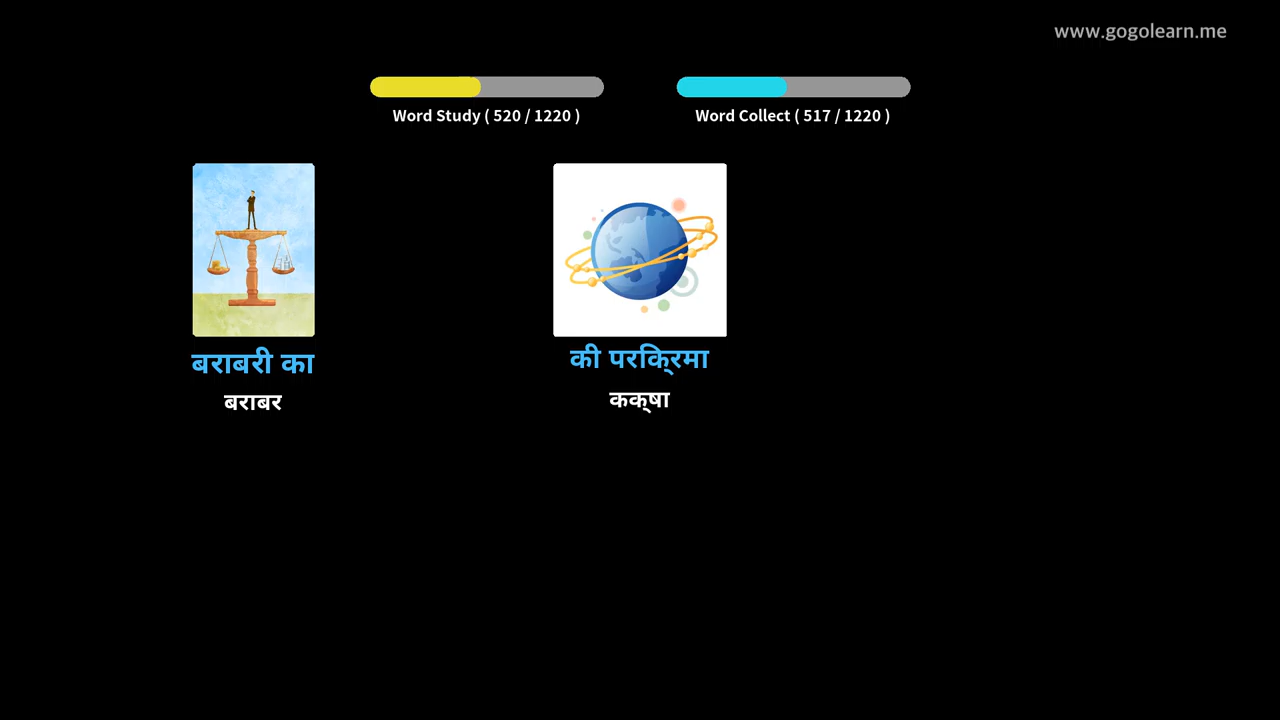 www.gogolearn.me
Word Study ( 520 / 1220 )
Word Collect ( 517 / 1220 )
बराबरी का
की परिक्रमा
बराबर
कक्षा